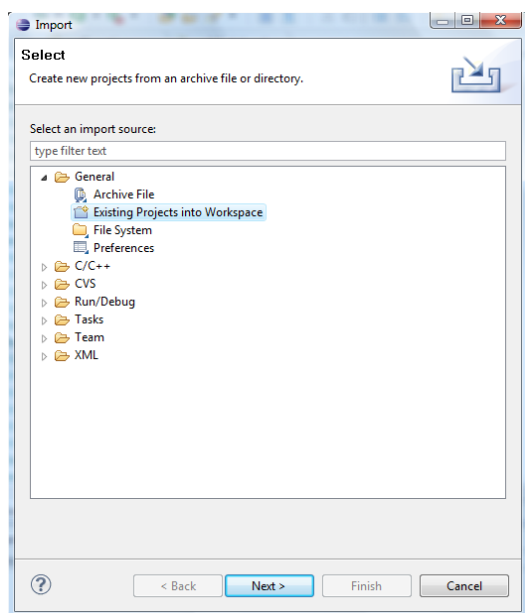 Import
Select
Create new projects from an archive file or directory.
Select an import source:
type filter text
General
Archive File
Existing Projects into Workspace
File System
Preferences
C/C++
CVS
Run/Debug
Tasks
Team
XML
?
< Back
Next >
Finish
Cancel